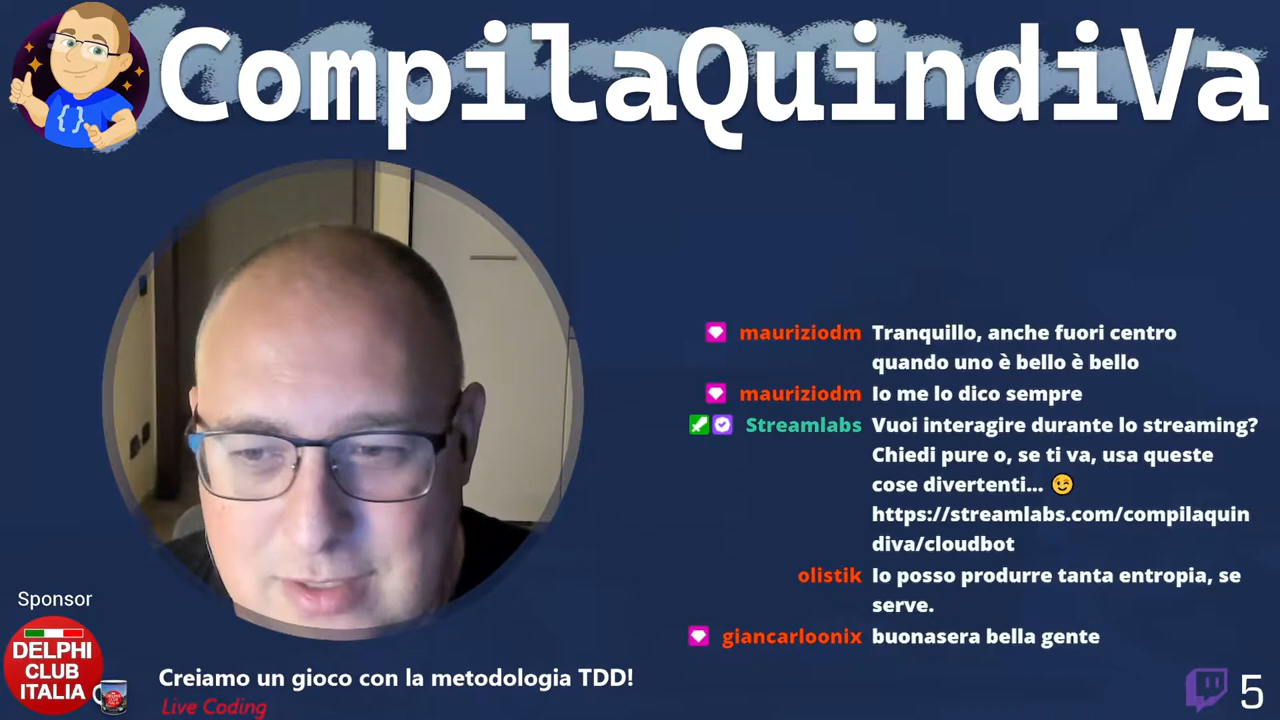 CompilaQuindiVa
{ }
mauriziodm Tranquillo, anche fuori centro
quando uno è bello è bello
mauriziodm Io me lo dico sempre
Streamlabs Vuoi interagire durante lo streaming?
Chiedi pure o, se ti va, usa queste
cose divertenti... 😉
https://streamlabs.com/compilaquin
diva/cloudbot
olistik Io posso produrre tanta entropia, se
serve.
giancarloonix buonasera bella gente
Sponsor
DELPHI
CLUB
ITALIA
Creiamo un gioco con la metodologia TDD!
Live Coding
5